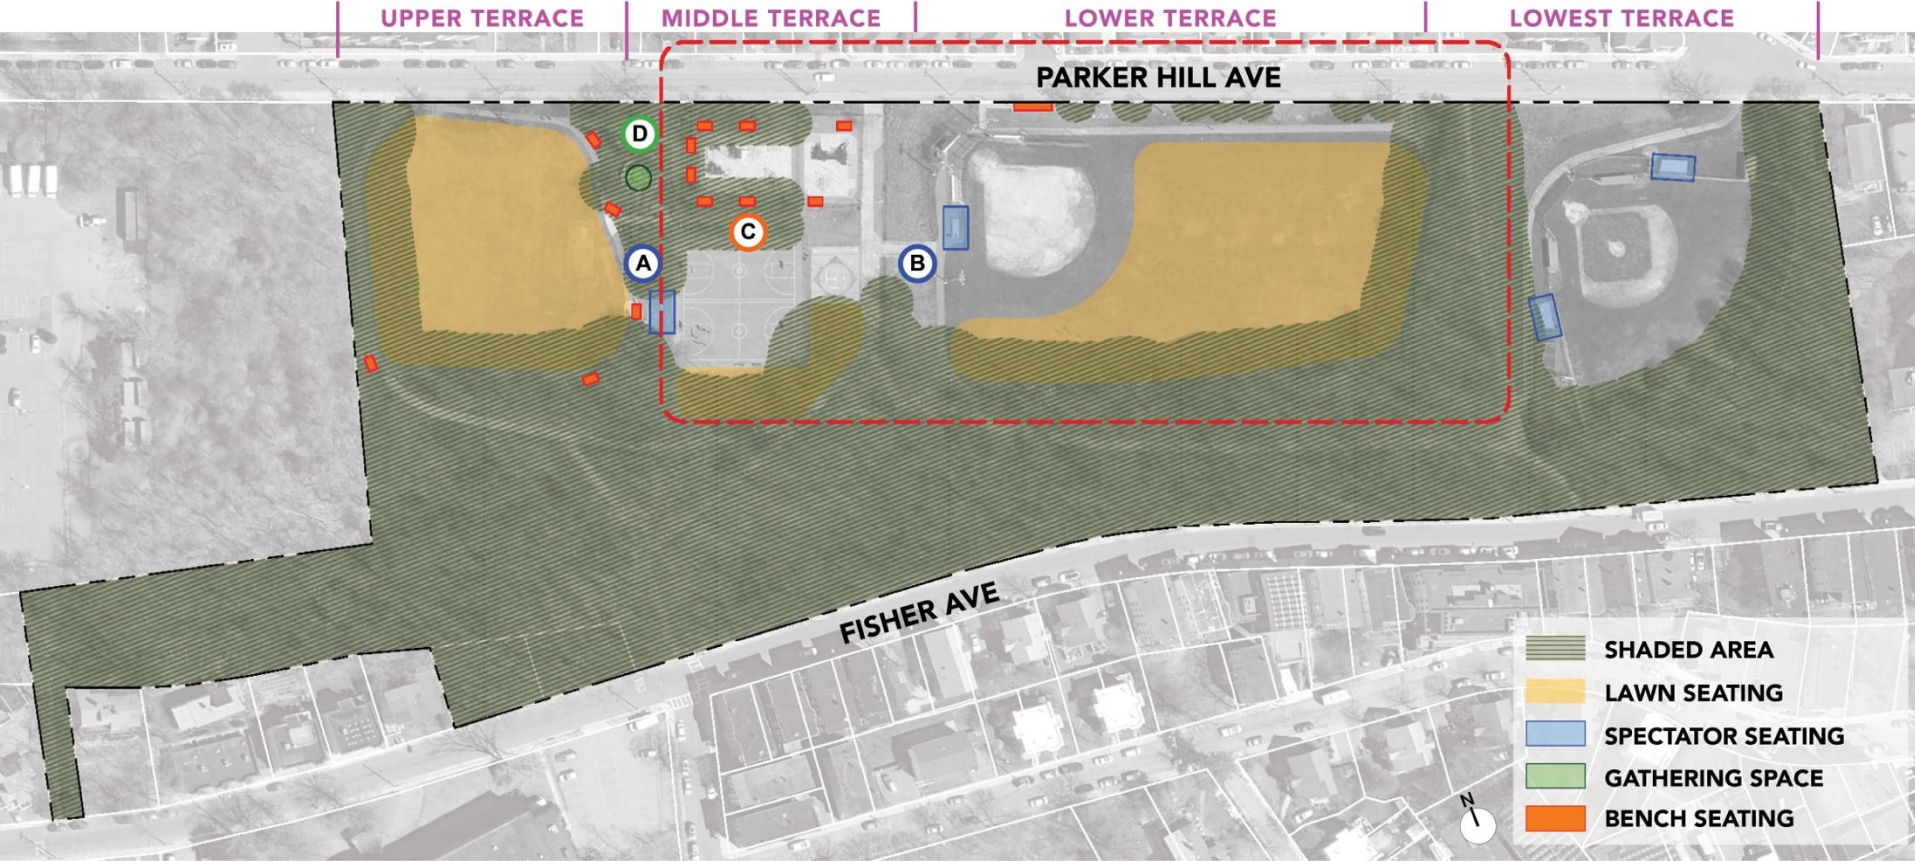 UPPER TERRACE
MIDDLE TERRACE
LOWER TERRACE
LOWEST TERRACE
PARKER HILL AVE
D
C
A
B
FISHER AVE
SHADED AREA
LAWN SEATING
SPECTATOR SEATING
GATHERING SPACE
BENCH SEATING
N